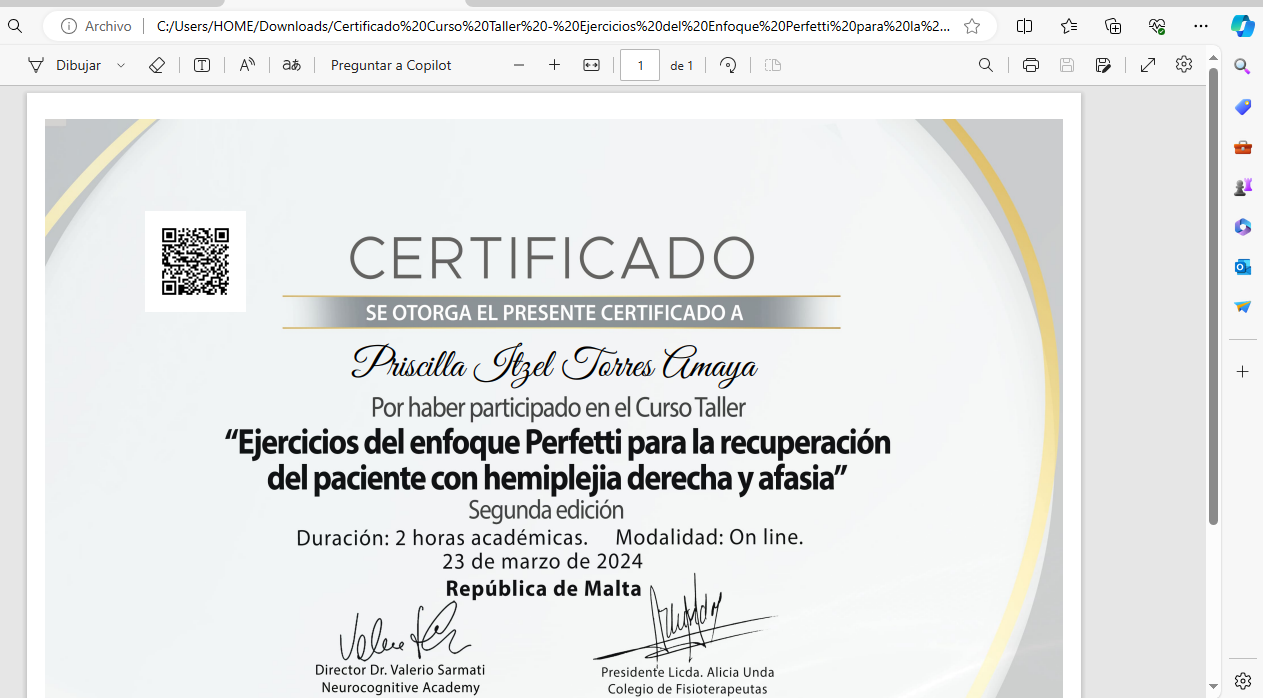 Archivo
C:/Users/HOME/Downloads/Certificado%20Curso%20Taller%20-%20Ejercicios%20del%20Enfoque%20Perfetti%20para%20la%2...
Dibujar
Preguntar a Copilot
1 de 1
CERTIFICADO
SE OTORGA EL PRESENTE CERTIFICADO A
Priscilla Itzel Torres Amaya
Por haber participado en el Curso Taller
“Ejercicios del enfoque Perfetti para la recuperación
del paciente con hemiplejia derecha y afasia”
Segunda edición
Duración: 2 horas académicas. Modalidad: On line.
23 de marzo de 2024
República de Malta
Director Dr. Valerio Sarmati
Neurocognitive Academy
Presidente Licda. Alicia Unda
Colegio de Fisioterapeutas